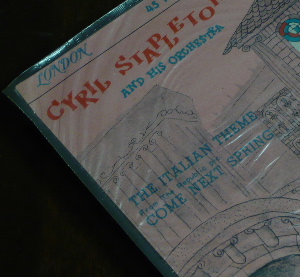 45
LONDON
CYRIL STAPLETON
AND HIS ORCHESTRA
THE ITALIAN THEME
COME NEXT SPRING